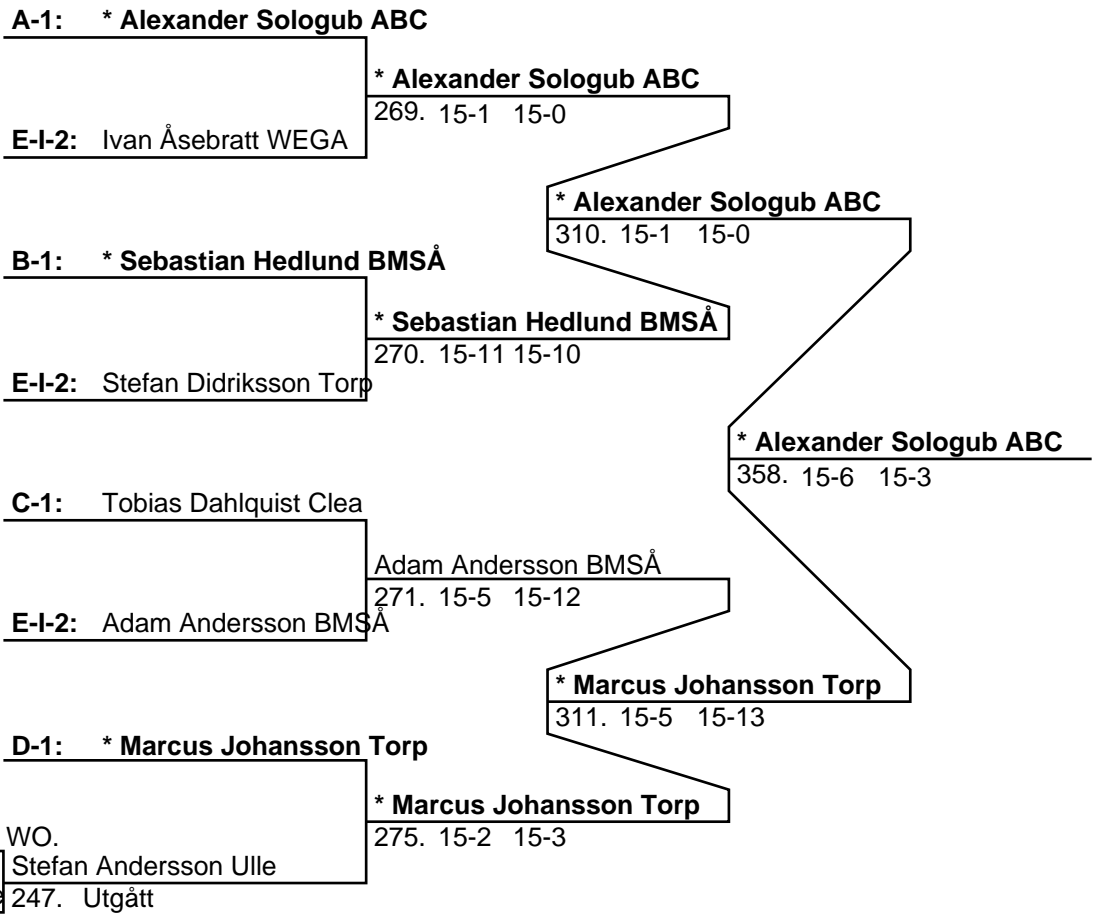 A-1: * Alexander Sologub ABC
* Alexander Sologub ABC
269. 15-1 15-0
E-I-2: Ivan Åsebratt WEGA
* Alexander Sologub ABC
310. 15-1 15-0
B-1: * Sebastian Hedlund BMSÅ
* Sebastian Hedlund BMSÅ
270. 15-11 15-10
E-I-2: Stefan Didriksson Torp
* Alexander Sologub ABC
358. 15-6 15-3
C-1: Tobias Dahlquist Clea
Adam Andersson BMSÅ
271. 15-5 15-12
E-I-2: Adam Andersson BMSÅ
* Marcus Johansson Torp
311. 15-5 15-13
D-1: * Marcus Johansson Torp
* Marcus Johansson Torp
275. 15-2 15-3
WO.
Stefan Andersson Ulle
247. Utgått